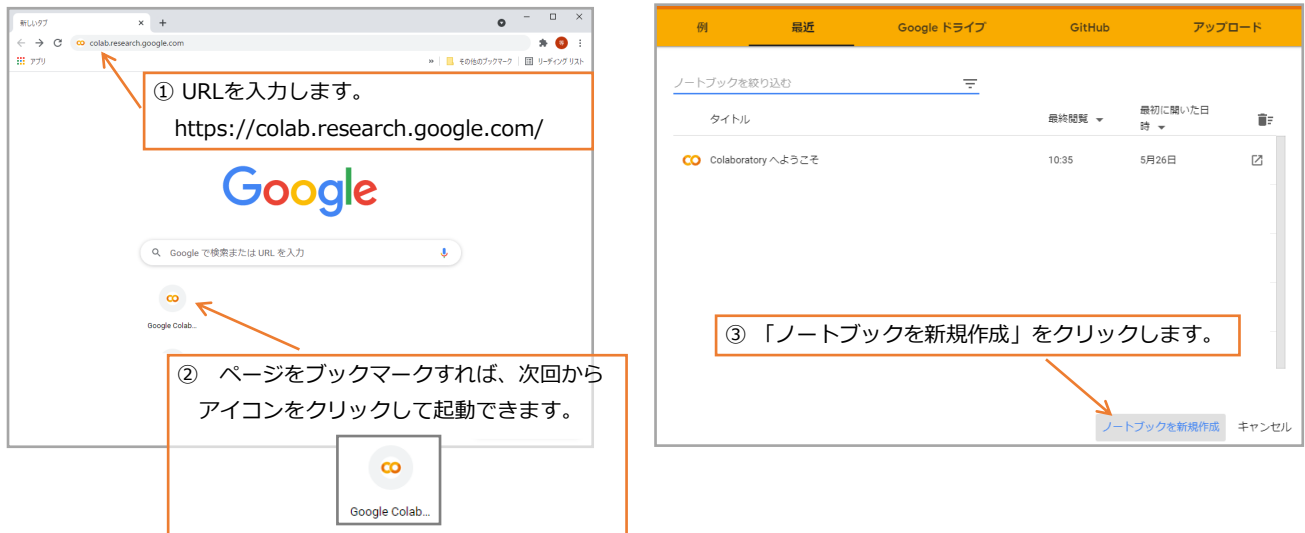 新しいタブ
colab.research.google.com
アプリ
» その他のブックマーク リーディング リスト
① URLを入力します。
https://colab.research.google.com/
Google
Google で検索または URL を入力
Google Colab...
② ページをブックマークすれば、次回から
アイコンをクリックして起動できます。
Google Colab...
例 最近 Google ドライブ GitHub アップロード
ノートブックを絞り込む
タイトル 最終閲覧 最初に開いた日
時
Colaboratory へようこそ 10:35 5月26日
③ 「ノートブックを新規作成」をクリックします。
ノートブックを新規作成 キャンセル